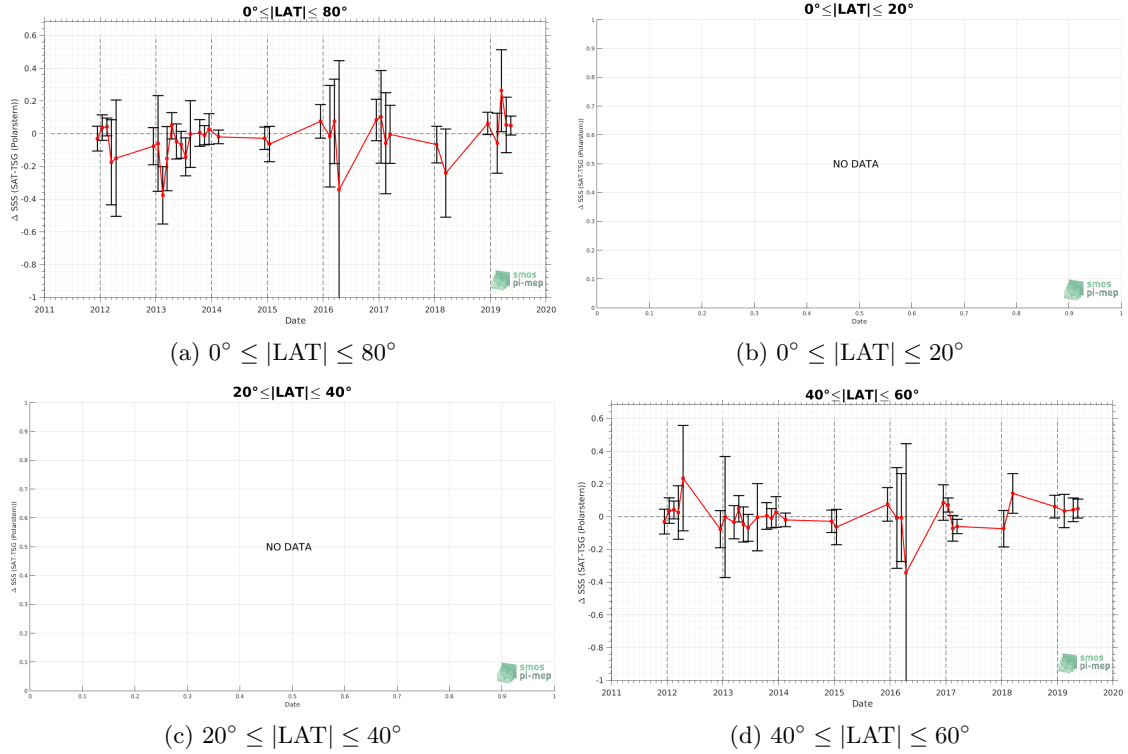 0°≤|LAT|≤ 80°
Δ SSS (SAT-TSG (Polarstern))
0.6
0.4
0.2
0
-0.2
-0.4
-0.6
-0.8
-1
2011 2012 2013 2014 2015 2016 2017 2018 2019 2020
Date
smos
pi-mep
(a) 0° ≤ |LAT| ≤ 80°
0°≤|LAT|≤ 20°
Δ SSS (SAT-TSG (Polarstern))
1
0.9
0.8
0.7
0.6
0.5
0.4
0.3
0.2
0.1
0
NO DATA
0 0.1 0.2 0.3 0.4 0.5 0.6 0.7 0.8 0.9 1
Date
smos
pi-mep
(b) 0° ≤ |LAT| ≤ 20°
20°≤|LAT|≤ 40°
Δ SSS (SAT-TSG (Polarstern))
1
0.9
0.8
0.7
0.6
0.5
0.4
0.3
0.2
0.1
0
NO DATA
0 0.1 0.2 0.3 0.4 0.5 0.6 0.7 0.8 0.9 1
Date
smos
pi-mep
(c) 20° ≤ |LAT| ≤ 40°
40°≤|LAT|≤ 60°
Δ SSS (SAT-TSG (Polarstern))
0.6
0.4
0.2
0
-0.2
-0.4
-0.6
-0.8
-1
2011 2012 2013 2014 2015 2016 2017 2018 2019 2020
Date
smos
pi-mep
(d) 40° ≤ |LAT| ≤ 60°